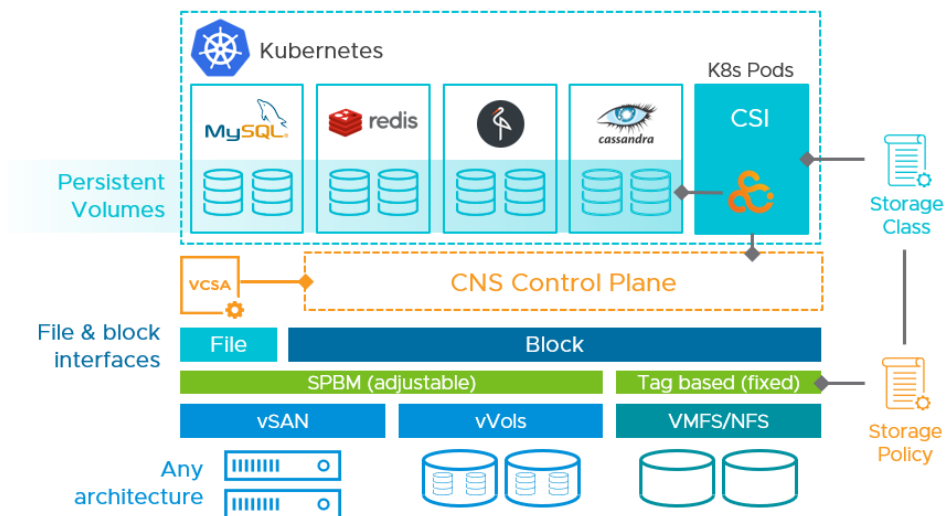 Kubernetes
K8s Pods
MySQL®
redis
cassandra
CSI
Persistent
Volumes
Storage
Class
VCSA
CNS Control Plane
File & block
interfaces
File
Block
SPBM (adjustable)
Tag based (fixed)
vSAN
vVols
VMFS/NFS
Storage
Policy
Any
architecture